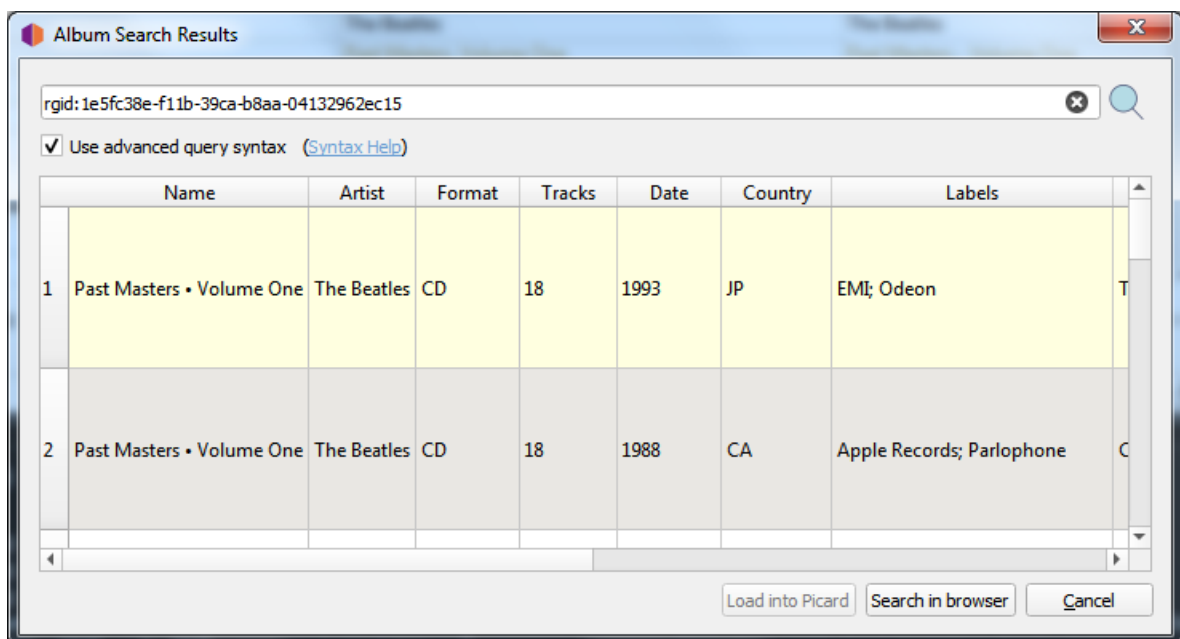 Album Search Results
rgid:1e5fc38e-f11b-39ca-b8aa-04132962ec15
Use advanced query syntax (Syntax Help)
Name Artist Format Tracks Date Country Labels
1 Past Masters • Volume One The Beatles CD 18 1993 JP EMI; Odeon
2 Past Masters • Volume One The Beatles CD 18 1988 CA Apple Records; Parlophone
Load into Picard Search in browser Cancel